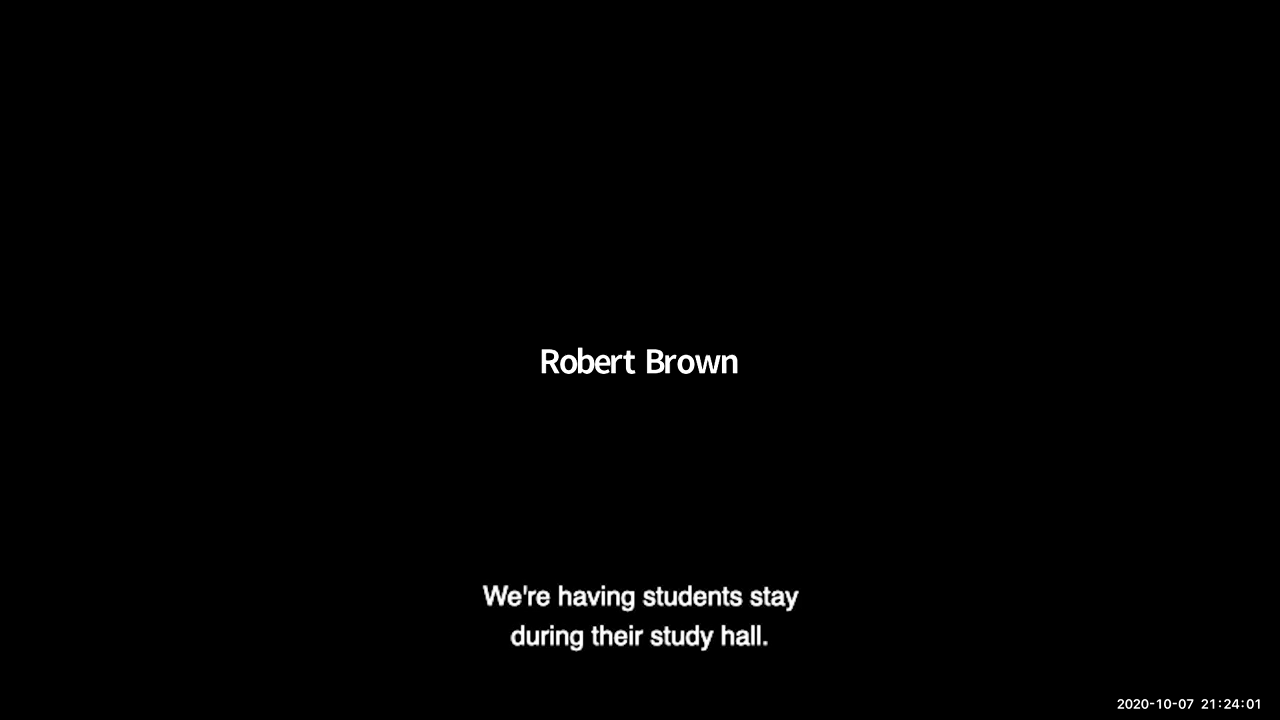 Robert Brown
We're having students stay
during their study hall.
2020-10-07 21:24:01